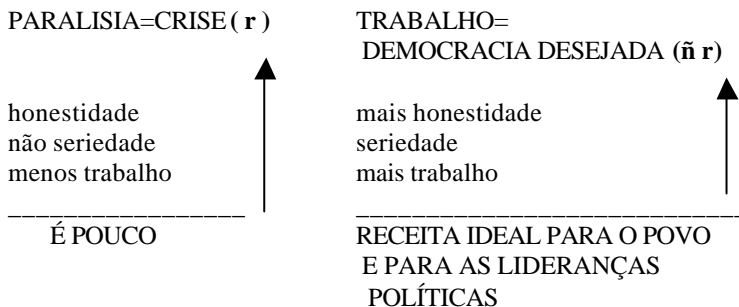 PARALISIA=CRISE ( r )
honestidade
não seriedade
menos trabalho
É POUCO
TRABALHO=
DEMOCRACIA DESEJADA (ñ r)
mais honestidade
seriedade
mais trabalho
RECEITA IDEAL PARA O POVO
E PARA AS LIDERANÇAS
POLÍTICAS